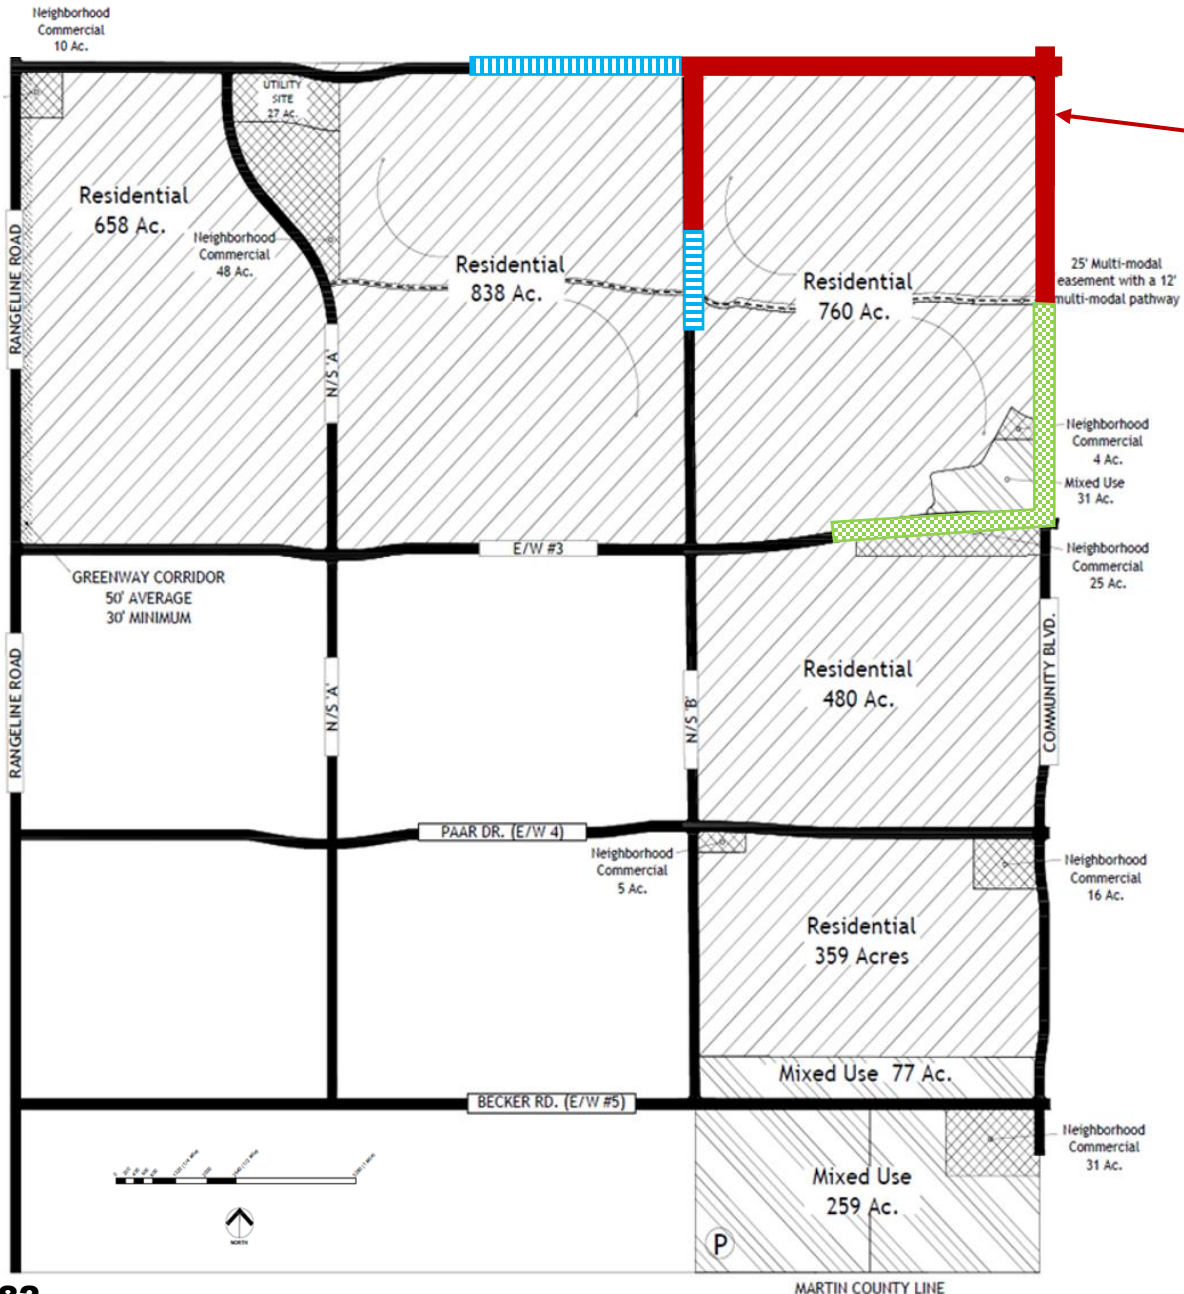 Neighborhood
Commercial
10 Ac.
UTILITY
SITE
27 Ac.
Residential
658 Ac.
Neighborhood
Commercial
48 Ac.
Residential
838 Ac.
Residential
760 Ac.
25' Multi-modal
easement with a 12'
multi-modal pathway
RANGELINE ROAD
N/S 'A'
Neighborhood
Commercial
4 Ac.
Mixed Use
31 Ac.
E/W #3
Neighborhood
Commercial
25 Ac.
GREENWAY CORRIDOR
50' AVERAGE
30' MINIMUM
RANGELINE ROAD
N/S 'A'
N/S 'B'
Residential
480 Ac.
COMMUNITY BLVD.
PAAR DR. (E/W 4)
Neighborhood
Commercial
5 Ac.
Neighborhood
Commercial
16 Ac.
Residential
359 Acres
Mixed Use 77 Ac.
BECKER RD. (E/W #5)
Neighborhood
Commercial
31 Ac.
Mixed Use
259 Ac.
NORTH
P
MARTIN COUNTY LINE